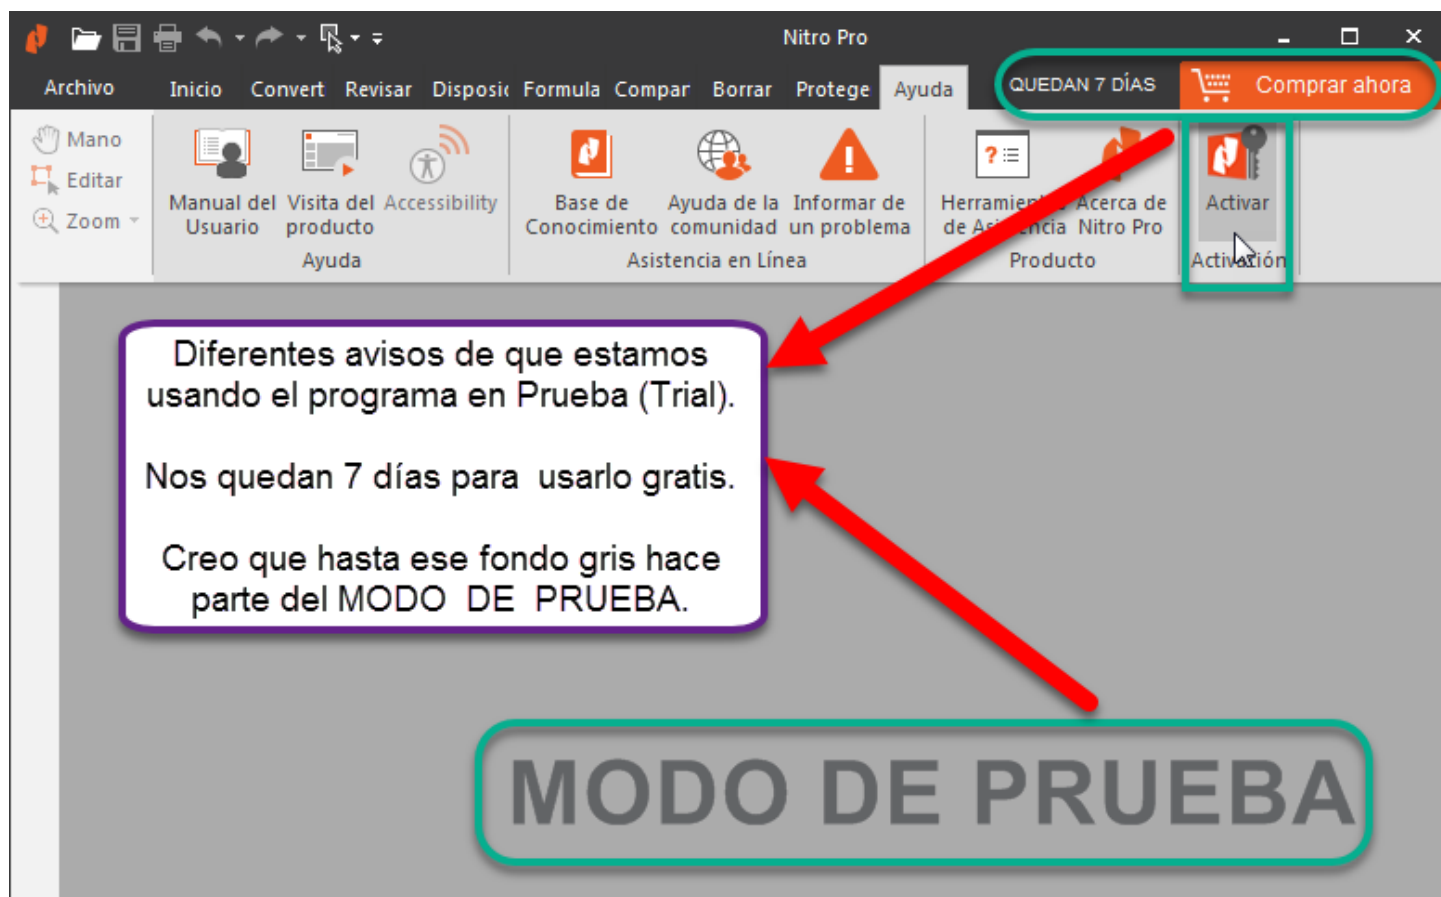 Nitro Pro
Archivo Inicio Convert Revisar Disposic Formula Compar Borrar Protege Ayuda QUEDAN 7 DÍAS Comprar ahora
Mano
Editar
Zoom
Manual del Usuario
Visita del producto
Accessibility
Ayuda
Base de Conocimiento
Ayuda de la comunidad
Informar de un problema
Asistencia en Línea
Acerca de Nitro Pro
Producto
Activar
Activación
Diferentes avisos de que estamos
usando el programa en Prueba (Trial).
Nos quedan 7 días para usarlo gratis.
Creo que hasta ese fondo gris hace
parte del MODO DE PRUEBA.
MODO DE PRUEBA